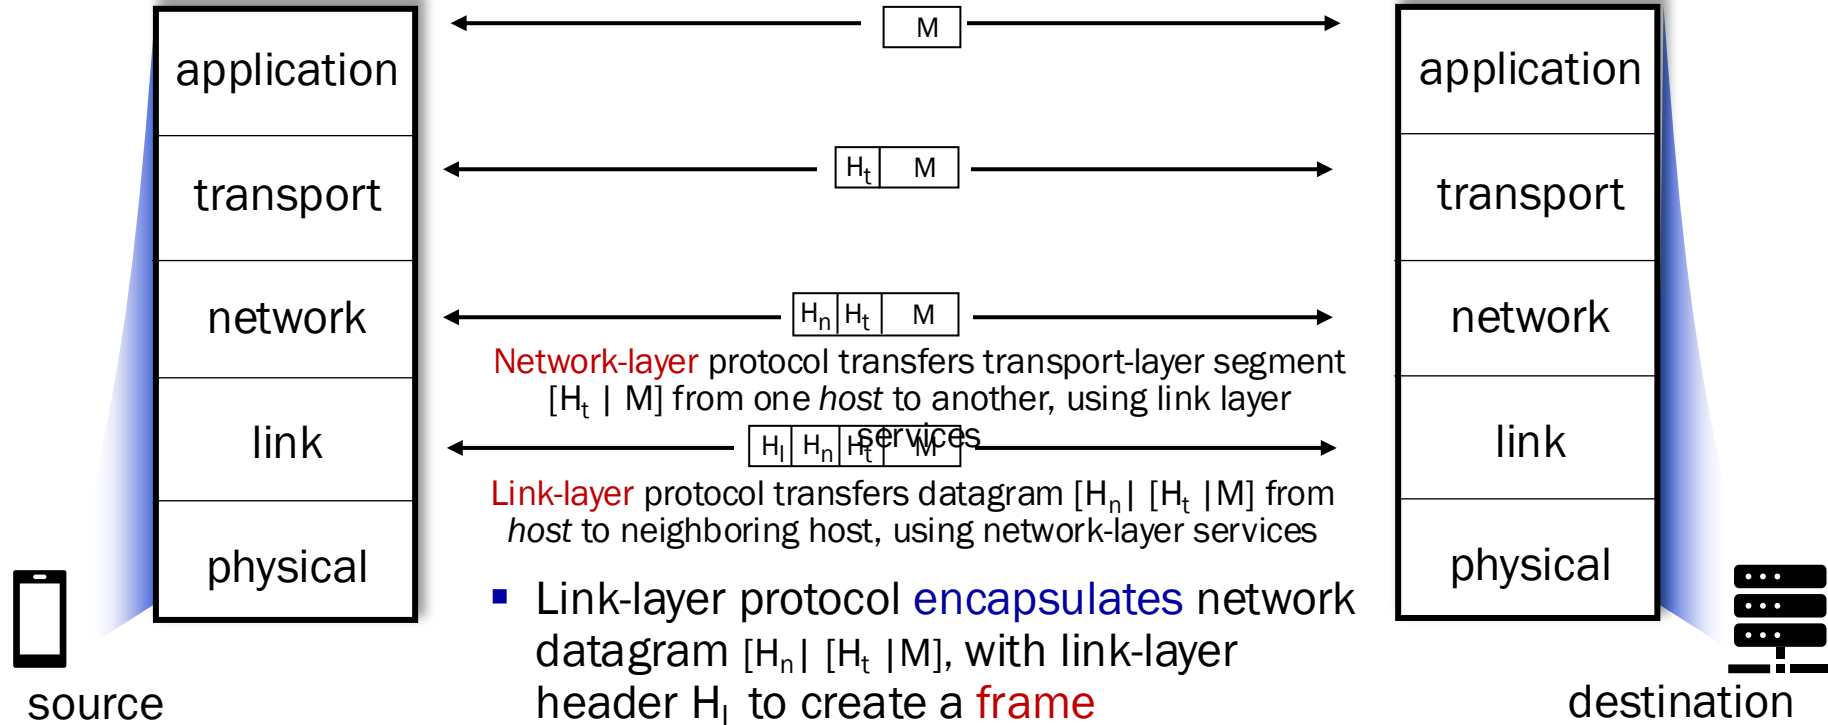 application
M
application
transport
Hₜ M
transport
network
Hₙ Hₜ M
network
Network-layer protocol transfers transport-layer segment
[Hₜ | M] from one host to another, using link layer
services
link
Hₗ Hₙ Hₜ M
link
Link-layer protocol transfers datagram [Hₙ| [Hₜ |M] from
host to neighboring host, using network-layer services
physical
physical
▪ Link-layer protocol encapsulates network
datagram [Hₙ| [Hₜ |M], with link-layer
header Hₗ to create a frame
source
destination